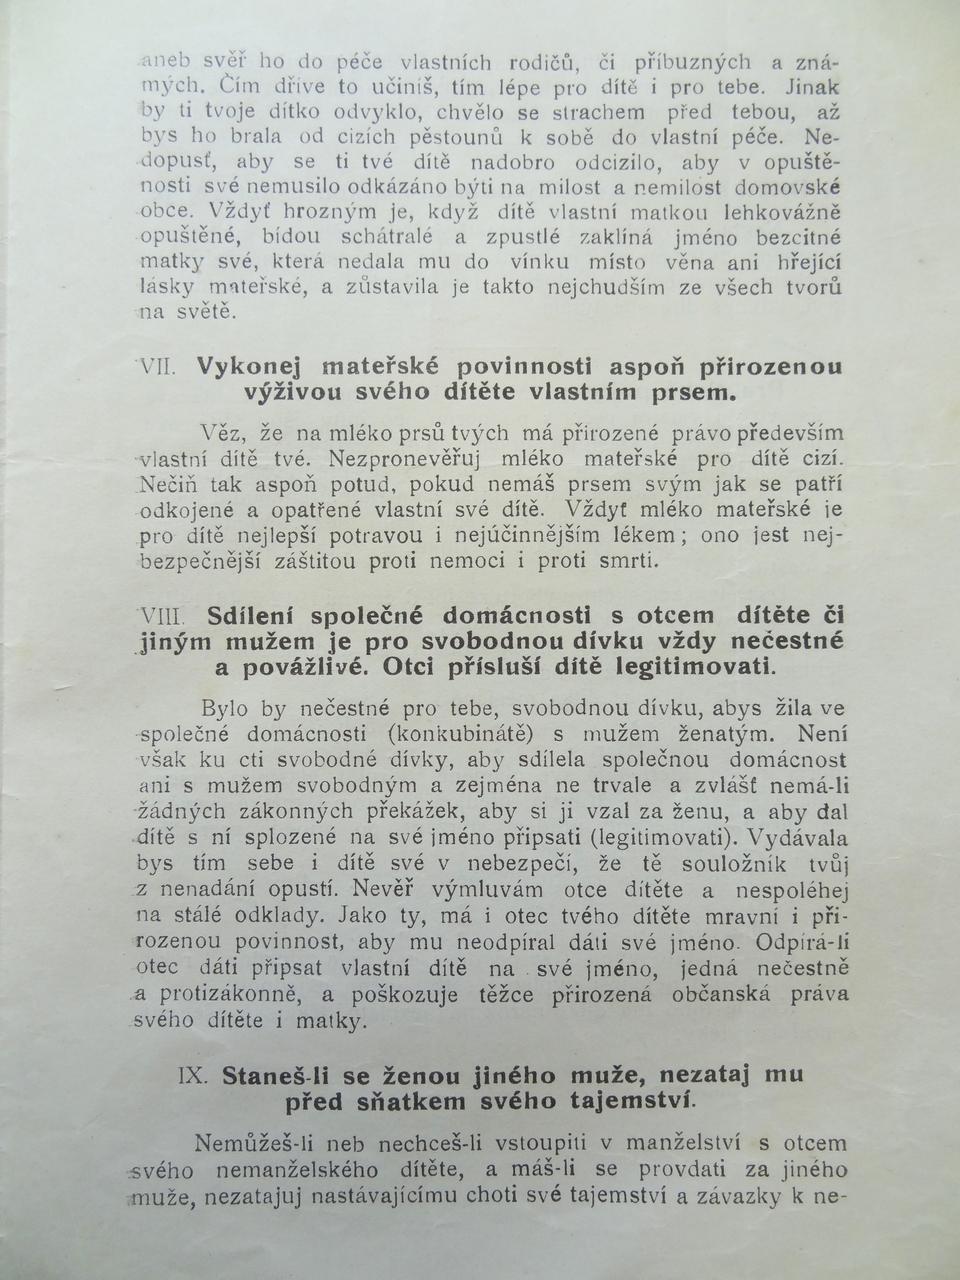 aneb svěř ho do péče vlastních rodičů, či příbuzných a zná-
mých. Čím dříve to učiníš, tím lépe pro dítě i pro tebe. Jinak
by ti tvoje dítko odvyklo, chvělo se strachem před tebou, až
bys ho brala od cizích pěstounů k sobě do vlastní péče. Ne-
dopusť, aby se ti tvé dítě nadobro odcizilo, aby v opuště-
nosti své nemusilo odkázáno býti na milost a nemilost domovské
obce. Vždyť hrozným je, když dítě vlastní matkou lehkovážně
opuštěné, bídou schátralé a zpustlé zaklíná jméno bezcitné
matky své, která nedala mu do vínku místo věna ani hřející
lásky mateřské, a zůstavila je takto nejchudším ze všech tvorů
na světě.
VII. Vykonej mateřské povinnosti aspoň přirozenou
výživou svého dítěte vlastním prsem.
Věz, že na mléko prsů tvých má přirozené právo především
vlastní dítě tvé. Nezpronevěřuj mléko mateřské pro dítě cizí.
Nečiň tak aspoň potud, pokud nemáš prsem svým jak se patří
odkojené a opatřené vlastní své dítě. Vždyť mléko mateřské je
pro dítě nejlepší potravou i nejúčinnějším lékem; ono jest nej-
bezpečnější záštitou proti nemoci i proti smrti.
VIII. Sdílení společné domácnosti s otcem dítěte či
jiným mužem je pro svobodnou dívku vždy nečestné
a povážlivé. Otci přísluší dítě legitimovati.
Bylo by nečestné pro tebe, svobodnou dívku, abys žila ve
společné domácnosti (konkubinátě) s mužem ženatým. Není
však ku cti svobodné dívky, aby sdílela společnou domácnost
ani s mužem svobodným a zejména ne trvale a zvlášť nemá-li
žádných zákonných překážek, aby si ji vzal za ženu, a aby dal
dítě s ní splozené na své jméno připsati (legitimovati). Vydávala
bys tím sebe i dítě své v nebezpečí, že tě souložník tvůj
z nenadání opustí. Nevěř výmluvám otce dítěte a nespoléhej
na stálé odklady. Jako ty, má i otec tvého dítěte mravní i při-
rozenou povinnost, aby mu neodpíral dáti své jméno. Odpírá-li
otec dáti připsat vlastní dítě na své jméno, jedná nečestně
a protizákonně, a poškozuje těžce přirozená občanská práva
svého dítěte i matky.
IX. Staneš-li se ženou jiného muže, nezataj mu
před sňatkem svého tajemství.
Nemůžeš-li neb nechceš-li vstoupiti v manželství s otcem
svého nemanželského dítěte, a máš-li se provdati za jiného
muže, nezatajuj nastávajícímu choti své tajemství a závazky k ne-